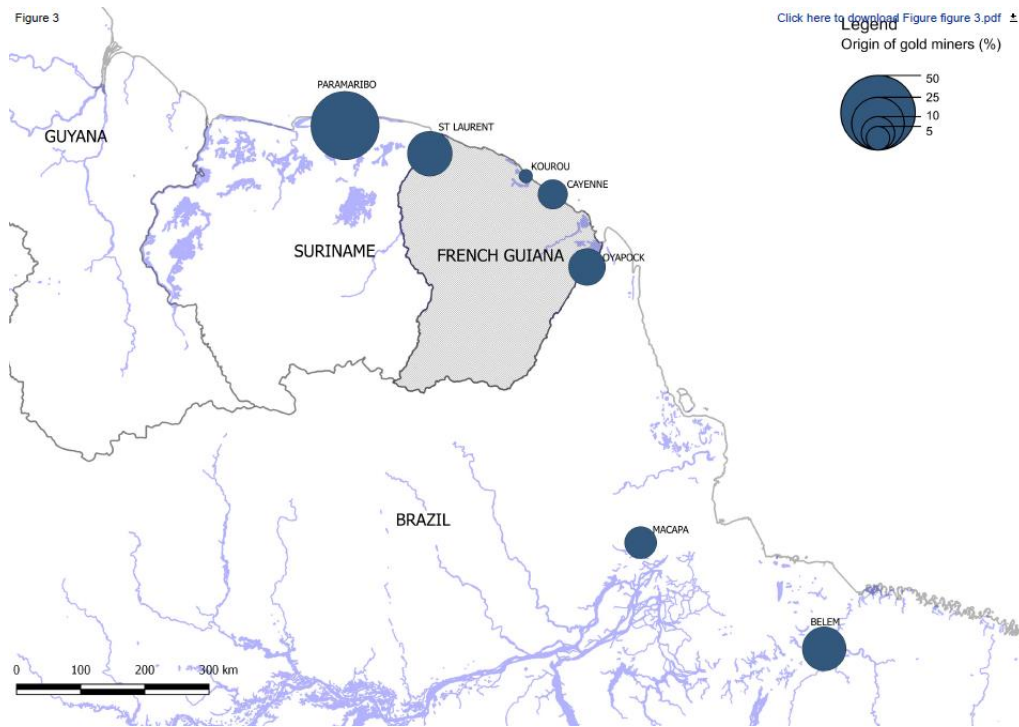 Figure 3
Click here to download Figure figure 3.pdf
Legend
Origin of gold miners (%)
50
25
10
5
PARAMARIBO
GUYANA
ST LAURENT
KOUROU
CAYENNE
SURINAME
FRENCH GUIANA
OYAPOCK
BRAZIL
MACAPA
BELEM
0 100 200 300 km